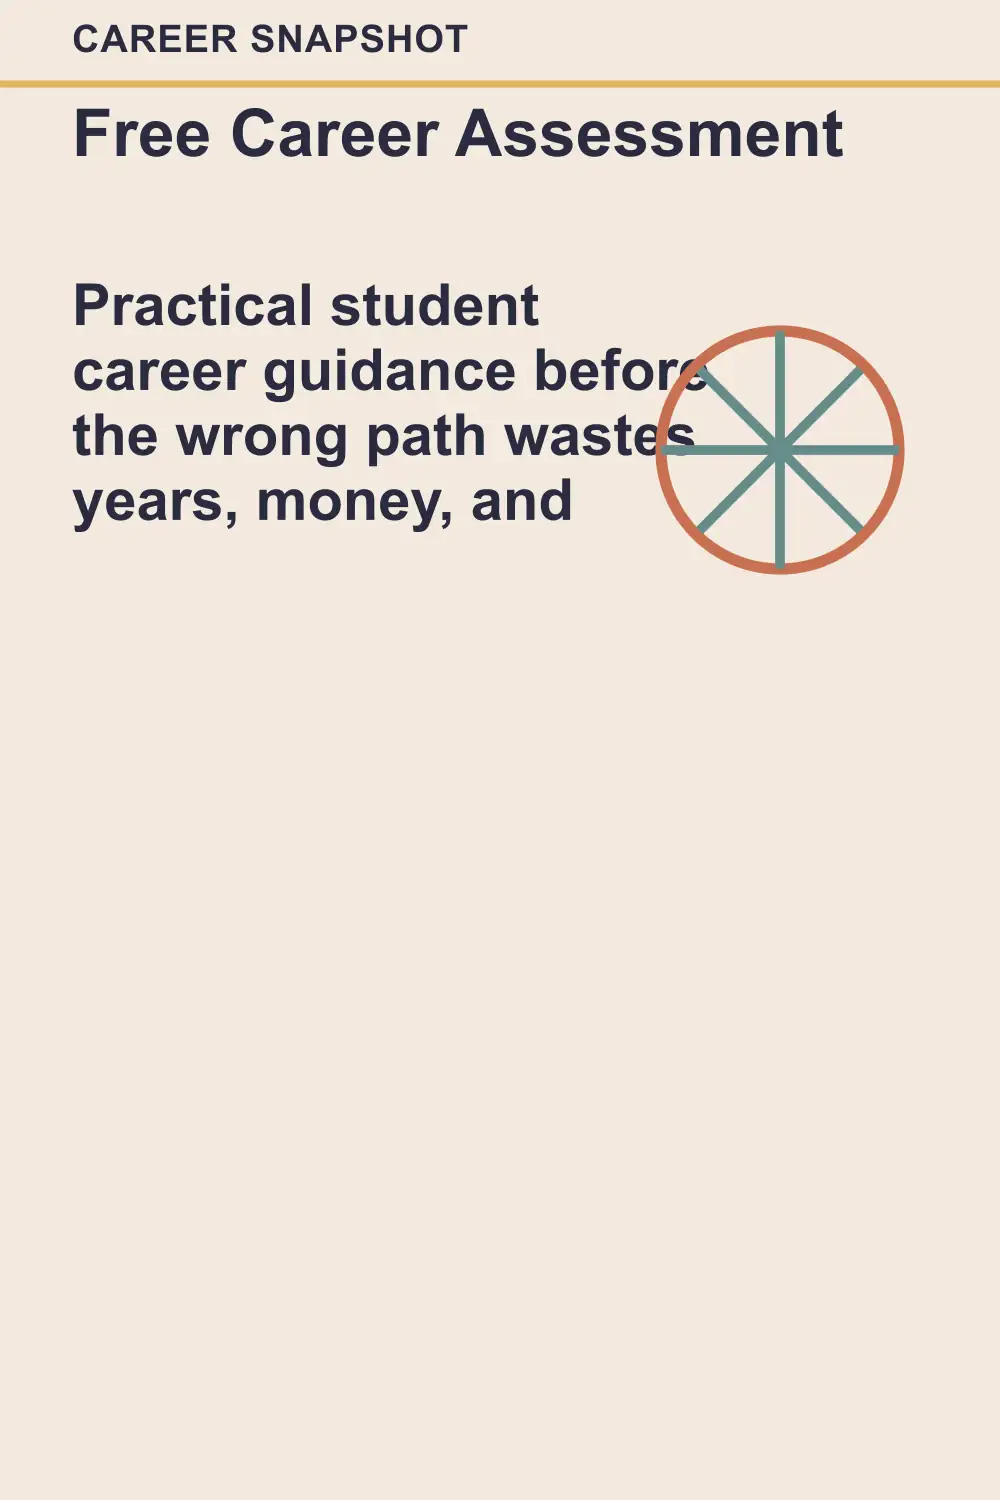 CAREER SNAPSHOT
Free Career Assessment
Practical student
career guidance before
the wrong path wastes
years, money, and